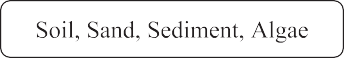 Soil, Sand, Sediment, Algae